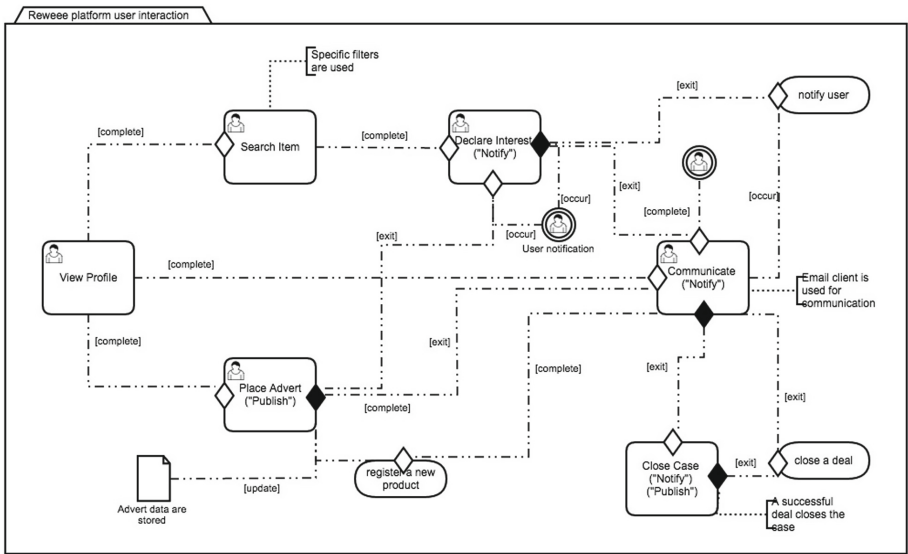 Reweee platform user interaction
Specific filters
are used
[exit]
notify user
[complete]
[complete]
Search Item
Declare Interest
("Notify")
[exit]
[occur]
[occur]
[complete]
[exit]
[occur]
User notification
View Profile
[complete]
Communicate
("Notify")
Email client is
used for
communication
[complete]
[exit]
[exit]
[complete]
Place Advert
("Publish")
[complete]
[exit]
Close Case
("Notify")
("Publish")
[exit]
close a deal
register a new
product
[update]
Advert data are
stored
A successful
deal closes the
case